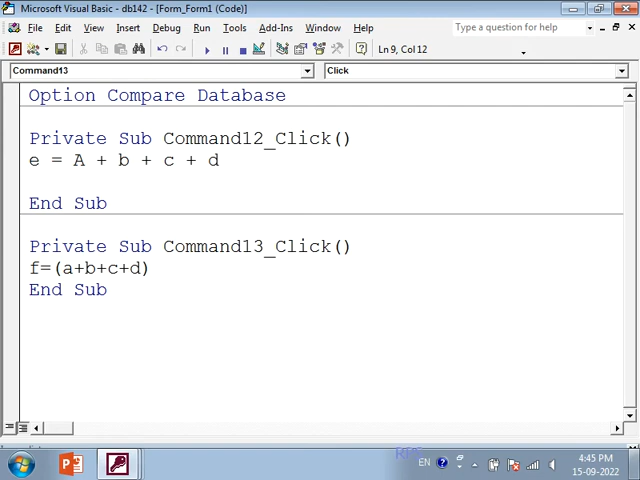 Microsoft Visual Basic - db142 - [Form_Form1 (Code)]
File Edit View Insert Debug Run Tools Add-Ins Window Help
Type a question for help
Ln 9, Col 12
Command13
Click
Option Compare Database
Private Sub Command12_Click()
e = A + b + c + d
End Sub
Private Sub Command13_Click()
f=(a+b+c+d)
End Sub
EN
4:45 PM
15-09-2022